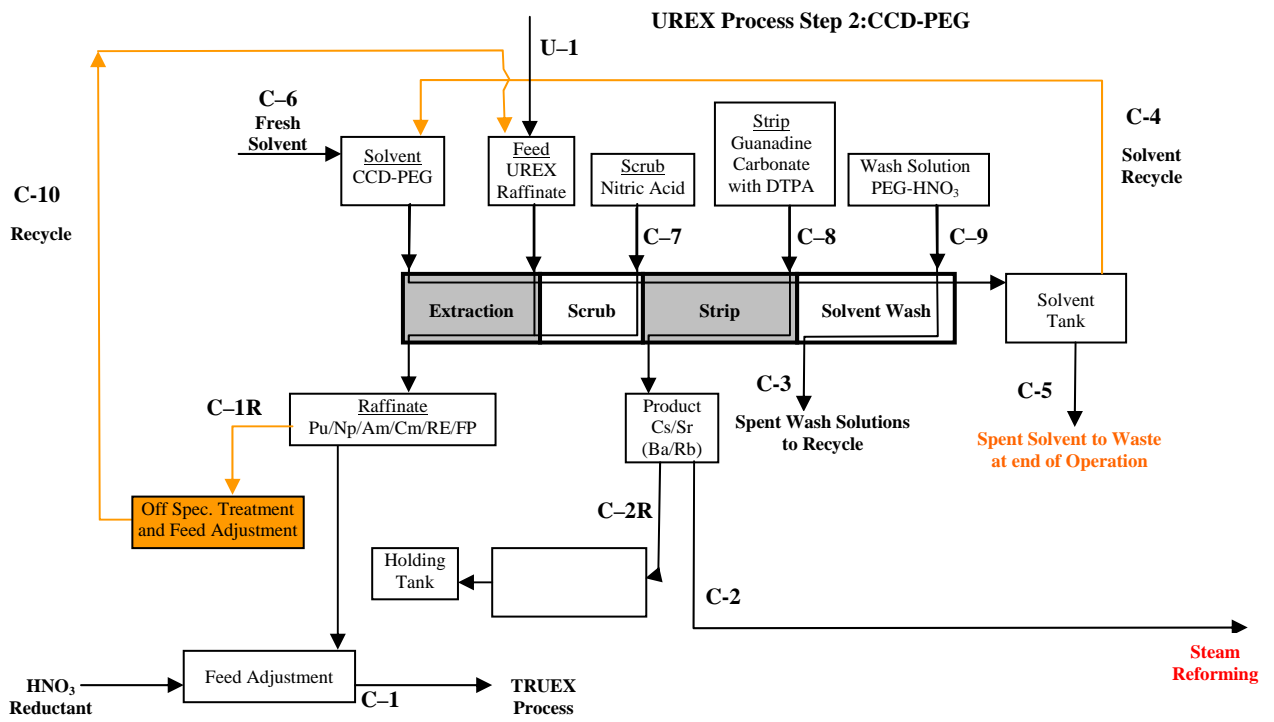 UREX Process Step 2:CCD-PEG
U–1
C–6
Fresh
Solvent
Solvent
CCD-PEG
Feed
UREX
Raffinate
Scrub
Nitric Acid
Strip
Guanadine
Carbonate
with DTPA
Wash Solution
PEG-HNO₃
C-4
Solvent
Recycle
C-10
Recycle
C–7
C–8
C–9
Extraction
Scrub
Strip
Solvent Wash
Solvent
Tank
C–1R
Raffinate
Pu/Np/Am/Cm/RE/FP
Product
Cs/Sr
(Ba/Rb)
C-3
Spent Wash Solutions
to Recycle
C-5
Spent Solvent to Waste
at end of Operation
Off Spec. Treatment
and Feed Adjustment
C–2R
Holding
Tank
C-2
Steam
Reforming
HNO₃
Reductant
Feed Adjustment
C–1
TRUEX
Process